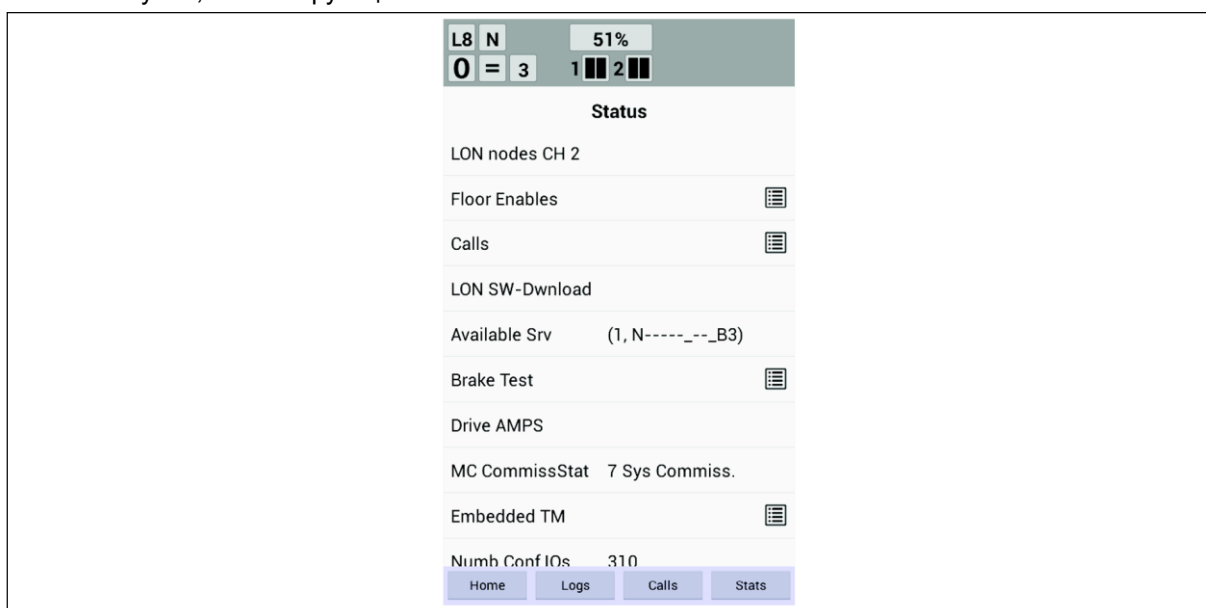 L8 N 51%
0 = 3 1 2
Status
LON nodes CH 2
Floor Enables
Calls
LON SW-Dwnload
Available Srv (1, N-----_--_B3)
Brake Test
Drive AMPS
MC CommissStat 7 Sys Commiss.
Embedded TM
Numb Conf IOs 310
Home Logs Calls Stats